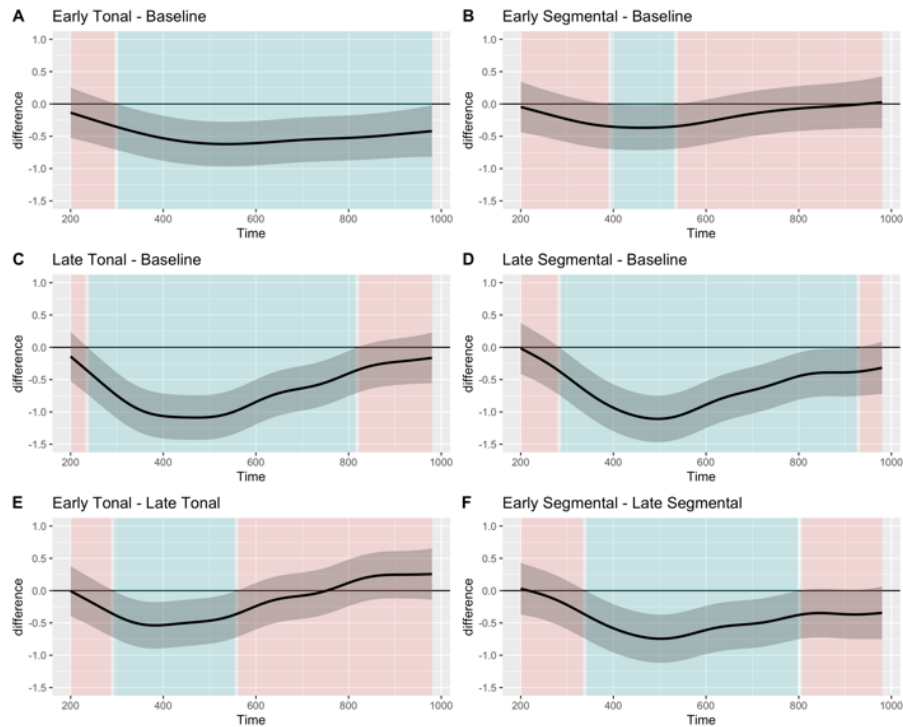 A Early Tonal - Baseline
1.0
0.5
0.0
-0.5
-1.0
-1.5
difference
200 400 600 800 1000
Time
B Early Segmental - Baseline
1.0
0.5
0.0
-0.5
-1.0
-1.5
difference
200 400 600 800 1000
Time
C Late Tonal - Baseline
1.0
0.5
0.0
-0.5
-1.0
-1.5
difference
200 400 600 800 1000
Time
D Late Segmental - Baseline
1.0
0.5
0.0
-0.5
-1.0
-1.5
difference
200 400 600 800 1000
Time
E Early Tonal - Late Tonal
1.0
0.5
0.0
-0.5
-1.0
-1.5
difference
200 400 600 800 1000
Time
F Early Segmental - Late Segmental
1.0
0.5
0.0
-0.5
-1.0
-1.5
difference
200 400 600 800 1000
Time